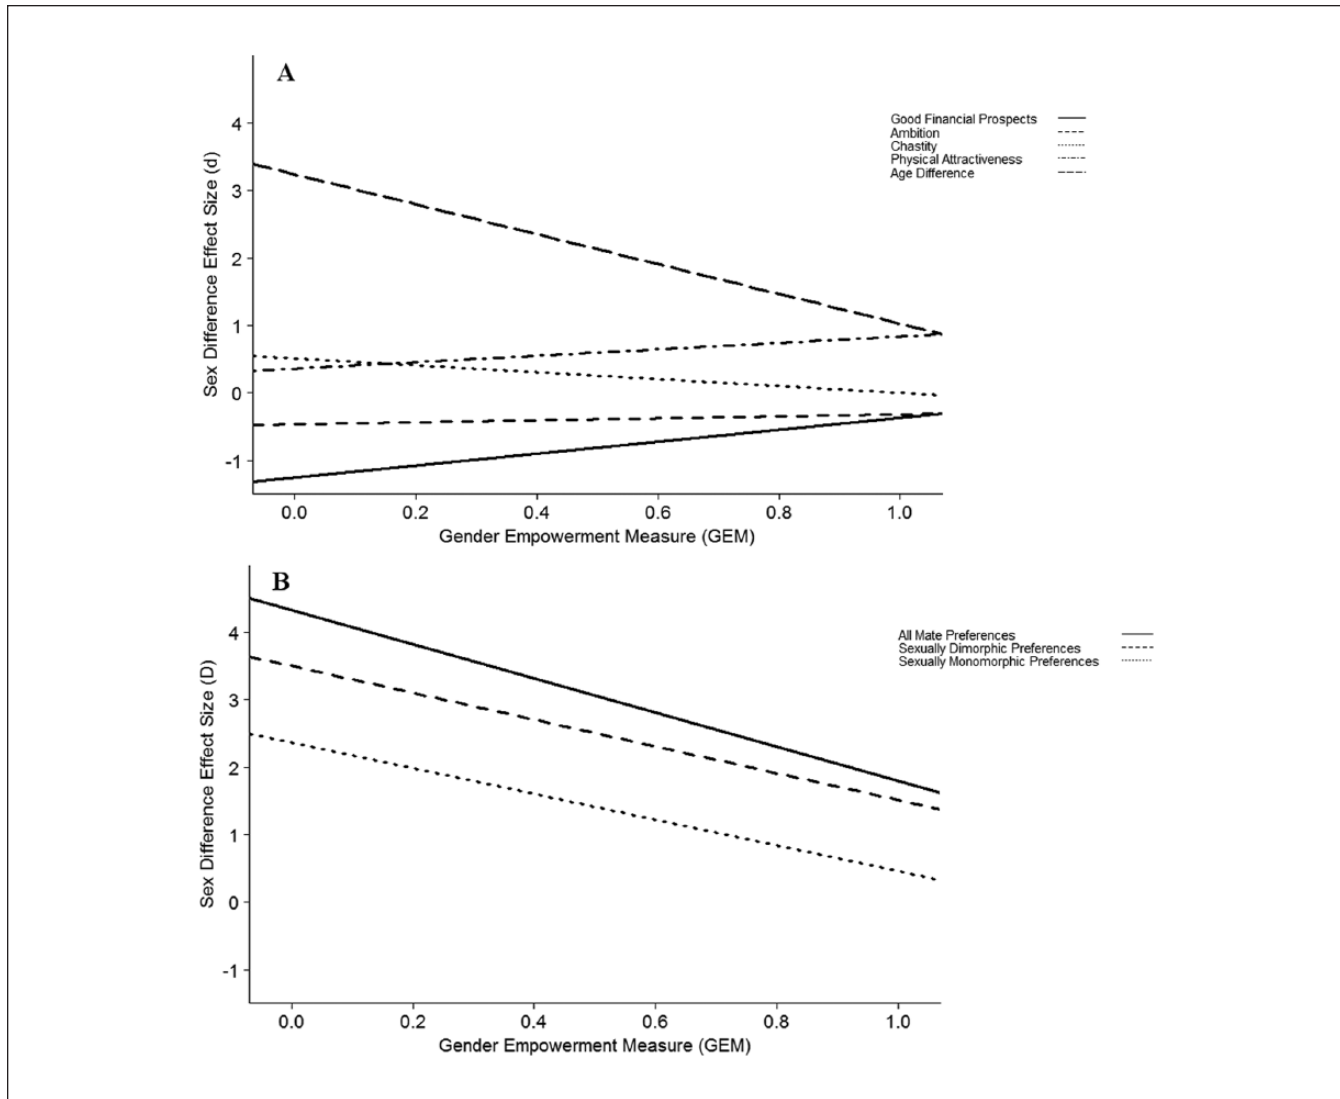 A
4
3
2
1
0
-1
Sex Difference Effect Size (d)
0.0 0.2 0.4 0.6 0.8 1.0
Gender Empowerment Measure (GEM)
Good Financial Prospects
Ambition
Chastity
Physical Attractiveness
Age Difference
B
4
3
2
1
0
-1
Sex Difference Effect Size (D)
0.0 0.2 0.4 0.6 0.8 1.0
Gender Empowerment Measure (GEM)
All Mate Preferences
Sexually Dimorphic Preferences
Sexually Monomorphic Preferences